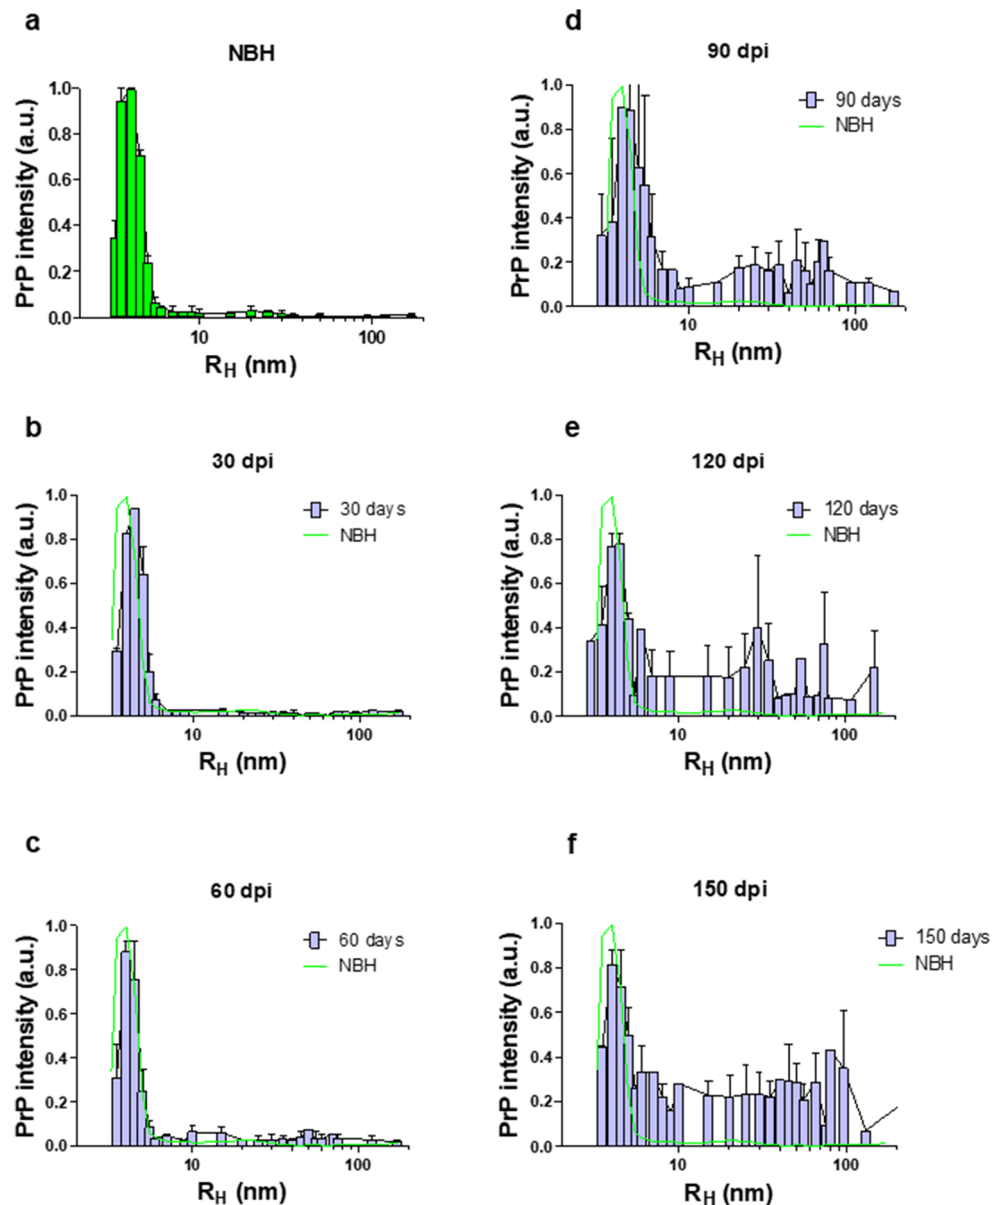 a
NBH
PrP intensity (a.u.)
1.0
0.8
0.6
0.4
0.2
0.0
10
100
RH (nm)
b
30 dpi
PrP intensity (a.u.)
1.0
0.8
0.6
0.4
0.2
0.0
30 days
NBH
10
100
RH (nm)
c
60 dpi
PrP intensity (a.u.)
1.0
0.8
0.6
0.4
0.2
0.0
60 days
NBH
10
100
RH (nm)
d
90 dpi
PrP intensity (a.u.)
1.0
0.8
0.6
0.4
0.2
0.0
90 days
NBH
10
100
RH (nm)
e
120 dpi
PrP intensity (a.u.)
1.0
0.8
0.6
0.4
0.2
0.0
120 days
NBH
10
100
RH (nm)
f
150 dpi
PrP intensity (a.u.)
1.0
0.8
0.6
0.4
0.2
0.0
150 days
NBH
10
100
RH (nm)